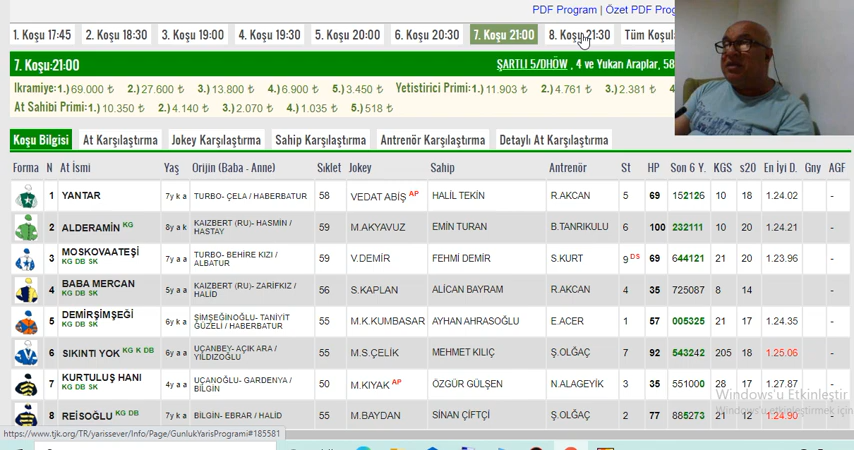 PDF Program | Özet PDF Prog
1. Koşu 17:45 2. Koşu 18:30 3. Koşu 19:00 4. Koşu 19:30 5. Koşu 20:00 6. Koşu 20:30 7. Koşu 21:00 8. Koşu 21:30 Tüm Koşul
7. Koşu:21:00 ŞARTLI 5/DHÖW , 4 ve Yukarı Araplar, 58
Ikramiye:1.) 69.000 ₺ 2.) 27.600 ₺ 3.) 13.800 ₺ 4.) 6.900 ₺ 5.) 3.450 ₺ Yetistirici Primi:1.) 11.903 ₺ 2.) 4.761 ₺ 3.) 2.381 ₺ 4
At Sahibi Primi:1.) 10.350 ₺ 2.) 4.140 ₺ 3.) 2.070 ₺ 4.) 1.035 ₺ 5.) 518 ₺
Koşu Bilgisi At Karşılaştırma Jokey Karşılaştırma Sahip Karşılaştırma Antrenör Karşılaştırma Detaylı At Karşılaştırma
Forma N At İsmi Yaş Orijin (Baba - Anne) Sıklet Jokey Sahip Antrenör St HP Son 6 Y. KGS s20 En İyi D. Gny AGF
1 YANTAR 7y k a TURBO- ÇELA / HABERBATUR 58 VEDAT ABİŞ AP HALİL TEKİN R.AKCAN 5 69 152126 10 18 1.24.02 -
2 ALDERAMİN KG 8y a k KAIZBERT (RU)- HASMİN / HASTAY 59 M.AKYAVUZ EMİN TURAN B.TANRIKULU 6 100 232111 10 20 1.24.21 -
3 MOSKOVAATEŞİ KG DB SK 7y a a TURBO- BEHİRE KIZI / ALBATUR 59 V.DEMİR FEHMİ DEMİR S.KURT 9 DS 69 644121 21 20 1.23.96 -
4 BABA MERCAN KG DB SK 5y a a KAIZBERT (RU)- ZARİFKIZ / HALİD 56 S.KAPLAN ALİCAN BAYRAM R.AKCAN 4 35 725087 8 14 -
5 DEMİRŞİMŞEĞİ KG DB SK 6y k a ŞİMŞEĞİNOĞLU- TANİYİT GÜZELİ / HABERBATUR 55 M.K.KUMBASAR AYHAN AHRASOĞLU E.ACER 1 57 005325 21 17 1.24.35 -
6 SIKINTI YOK KG K DB 6y a a UÇANBEY- AÇIK ARA / YILDIZOĞLU 55 M.S.ÇELİK MEHMET KILIÇ Ş.OLĞAÇ 7 92 543242 205 18 1.25.06 -
7 KURTULUŞ HANI KG DB SK 4y a a UÇANOĞLU- GARDENYA / BİLGİN 50 M.KIYAK AP ÖZGÜR GÜLŞEN N.ALAGEYİK 3 35 551000 28 17 1.27.87 -
8 REİSOĞLU KG DB 7y k a BİLGİN- EBRAR / HALİD 55 M.BAYDAN SİNAN ÇİFTÇİ Ş.OLĞAÇ 2 77 885273 21 12 1.24.90 -
Windows'u Etkinleştir
Windows'u etkinleştirmek için
https://www.tjk.org/TR/yarissever/Info/Page/GunlukYarisProgrami#185581